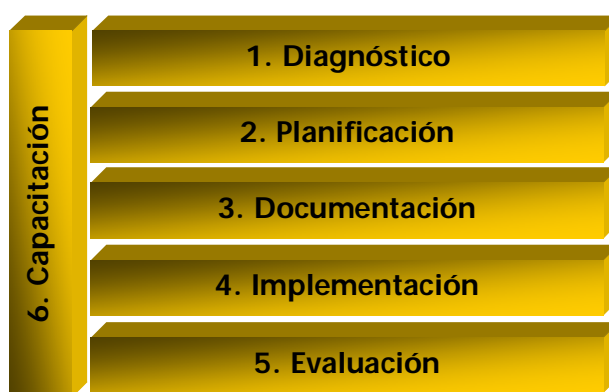 1. Diagnóstico
2. Planificación
3. Documentación
4. Implementación
5. Evaluación
6. Capacitación